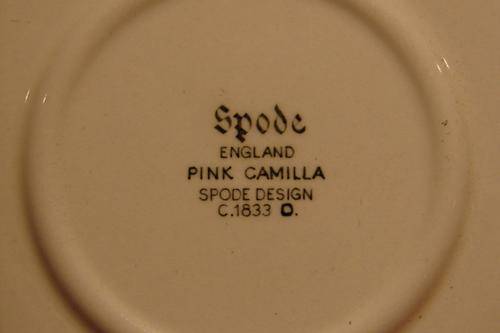 Spode
ENGLAND
PINK CAMILLA
SPODE DESIGN
C.1833 O.